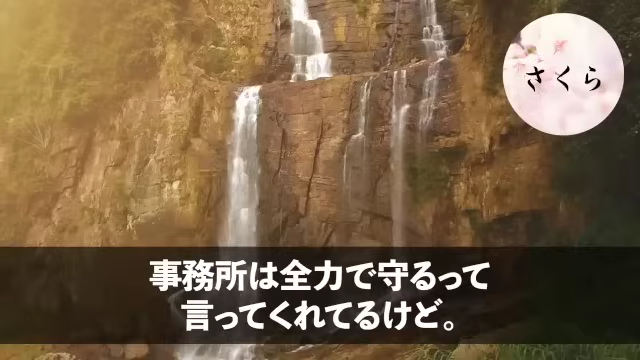 さくら
事務所は全力で守るって
言ってくれてるけど。